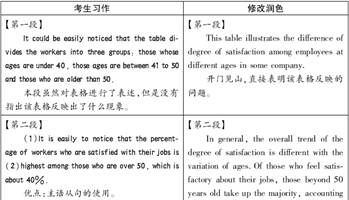 考生习作
修改润色
【第一段】
It could be easily noticed that the table di-
vides the workers into three groups: those whose
ages are under 40, those ages are between 41 to 50
and those who are older than 50.
本段虽然对表格进行了表述,但是没有
指出该表格反映出了什么现象。
【第一段】
This table illustrates the difference of
degree of satisfaction among employees at
different ages in some company.
开门见山,直接表明该表格反映的
问题。
【第二段】
(1)It is easily to notice that the percent-
age of workers who are satisfied with their jobs is
(2)highest among those who are over 50, which is
about 40%.
优点:主语从句的使用。
【第二段】
In general, the overall trend of the
degree of satisfaction is different with the
variation of ages. Of those who feel satis-
factory about their jobs, those beyond 50
years old take up the majority, accounting